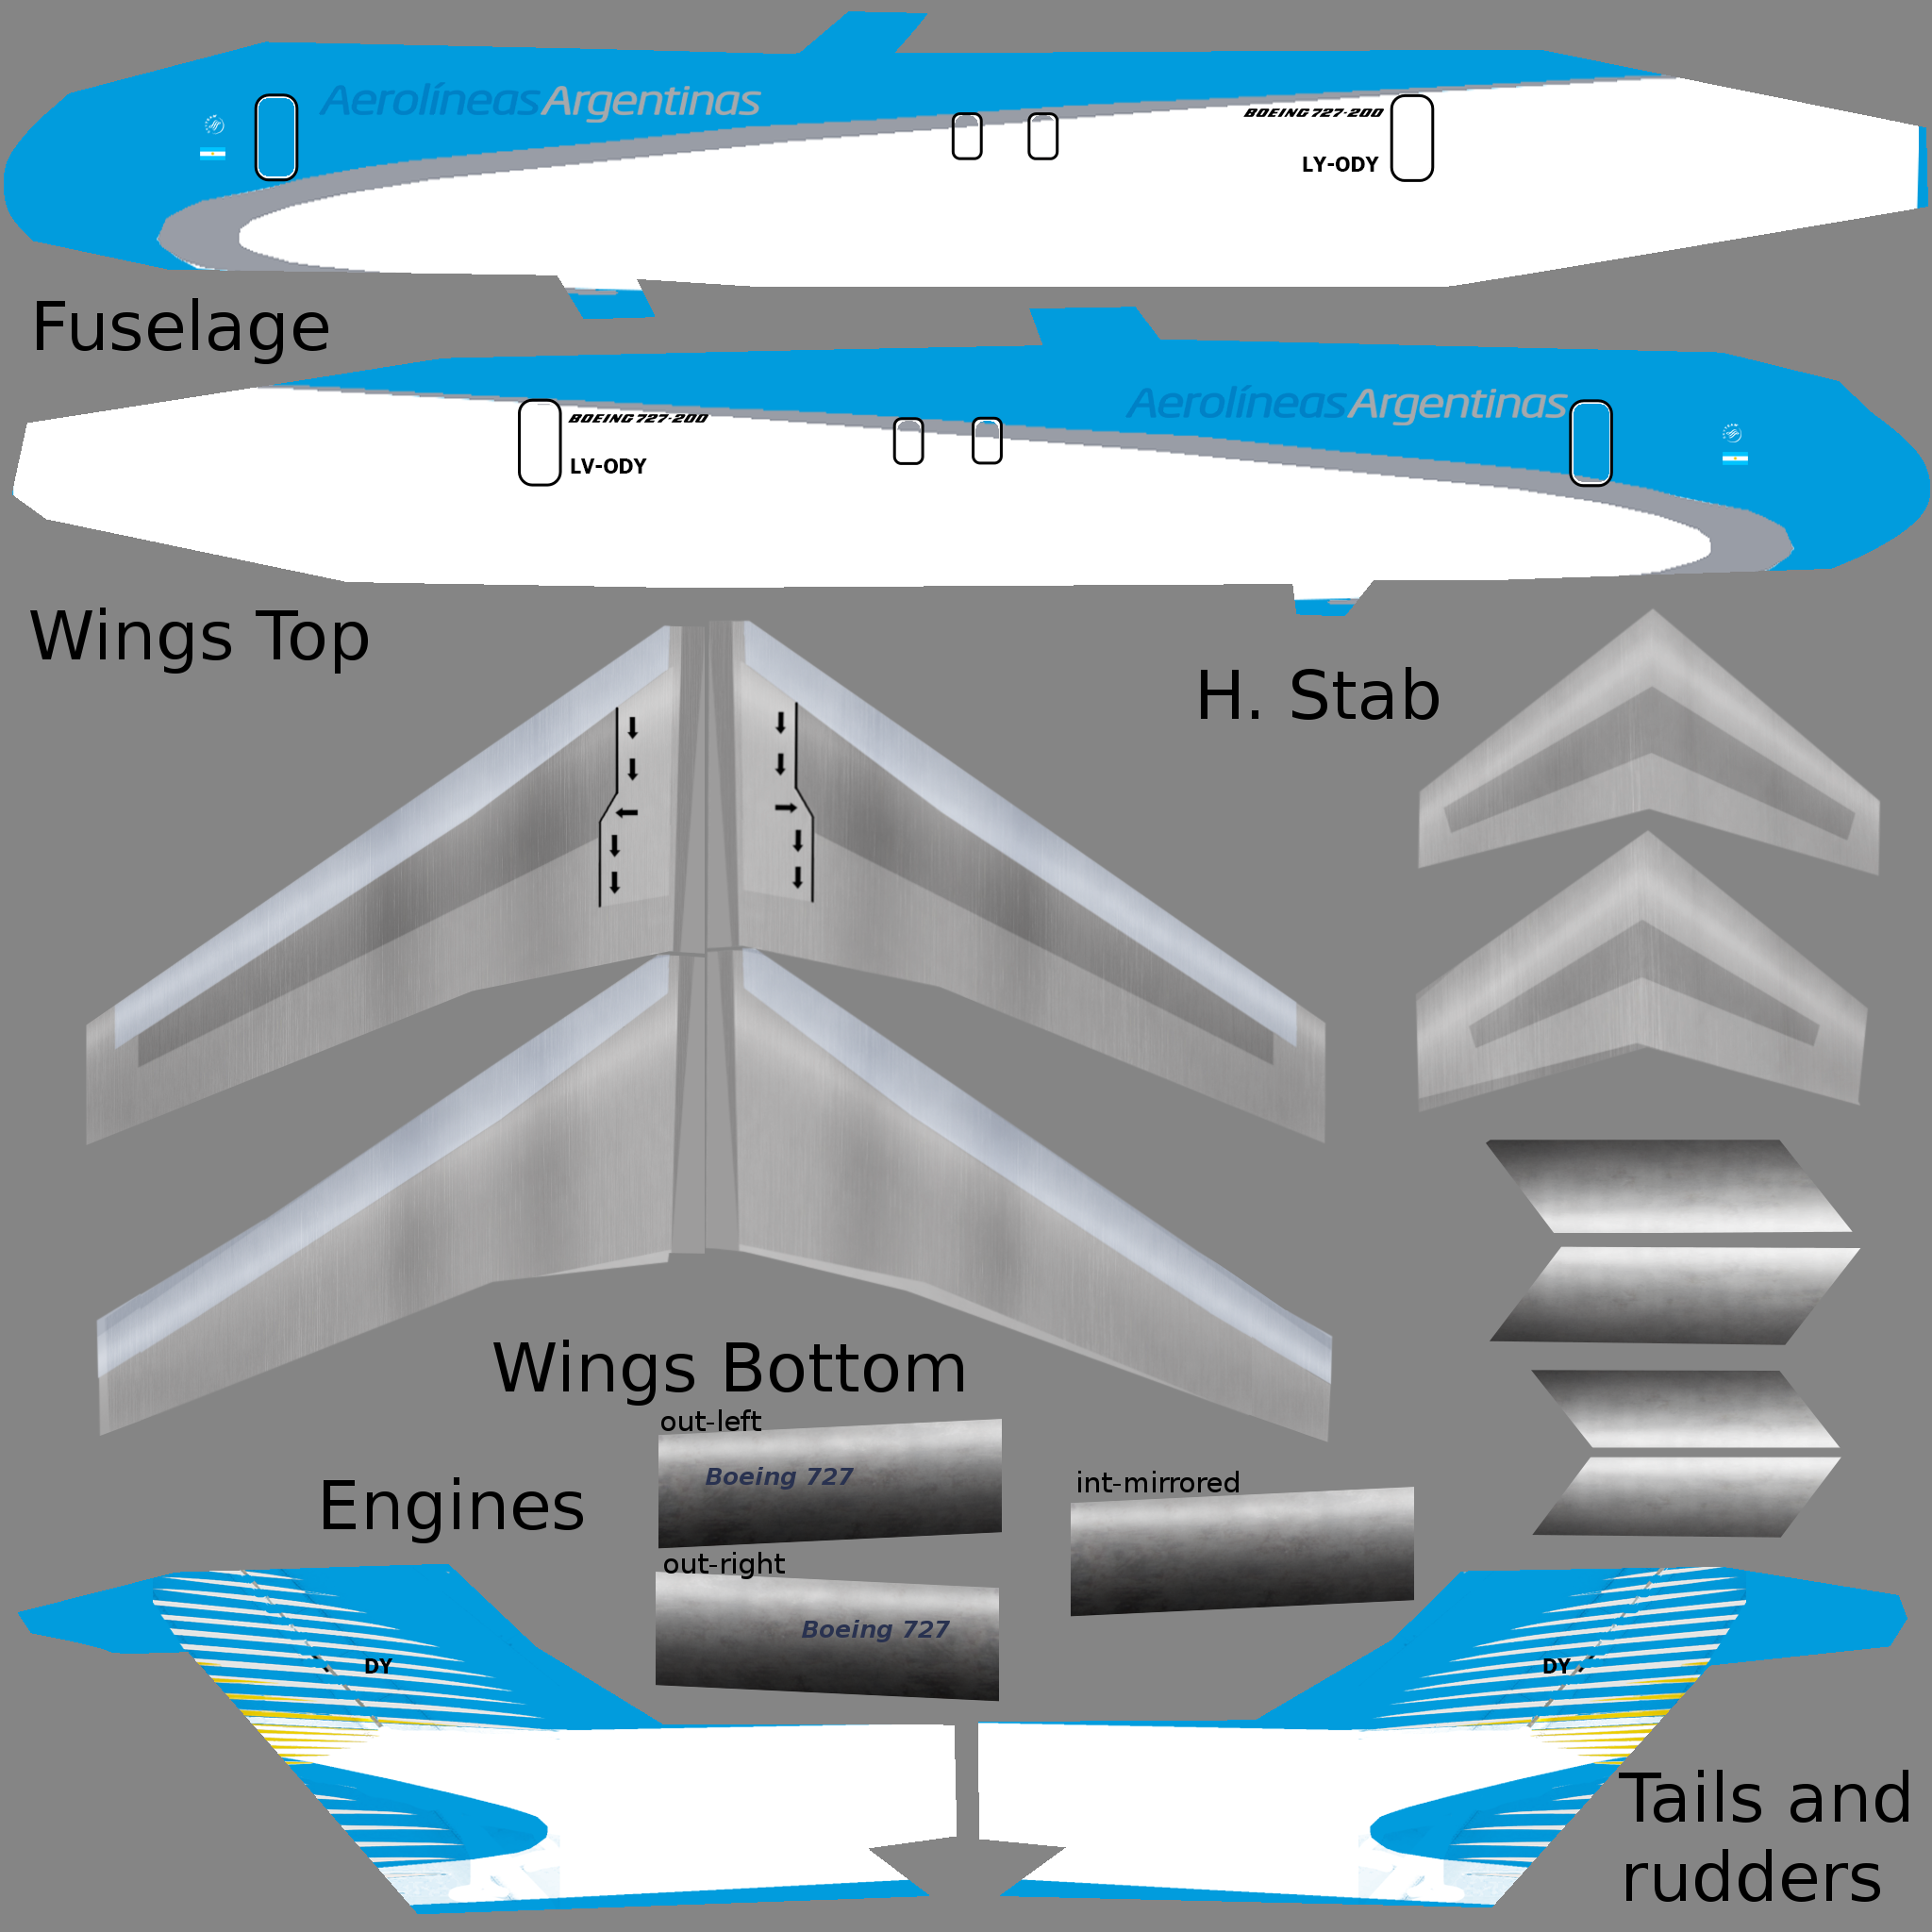 Aerolíneas Argentinas
BOEING 727-200
LY-ODY
Fuselage
Aerolíneas Argentinas
BOEING 727-200
LV-ODY
Wings Top
H. Stab
Wings Bottom
out-left
Boeing 727
Engines
int-mirrored
out-right
Boeing 727
DY
DY
Tails and
rudders